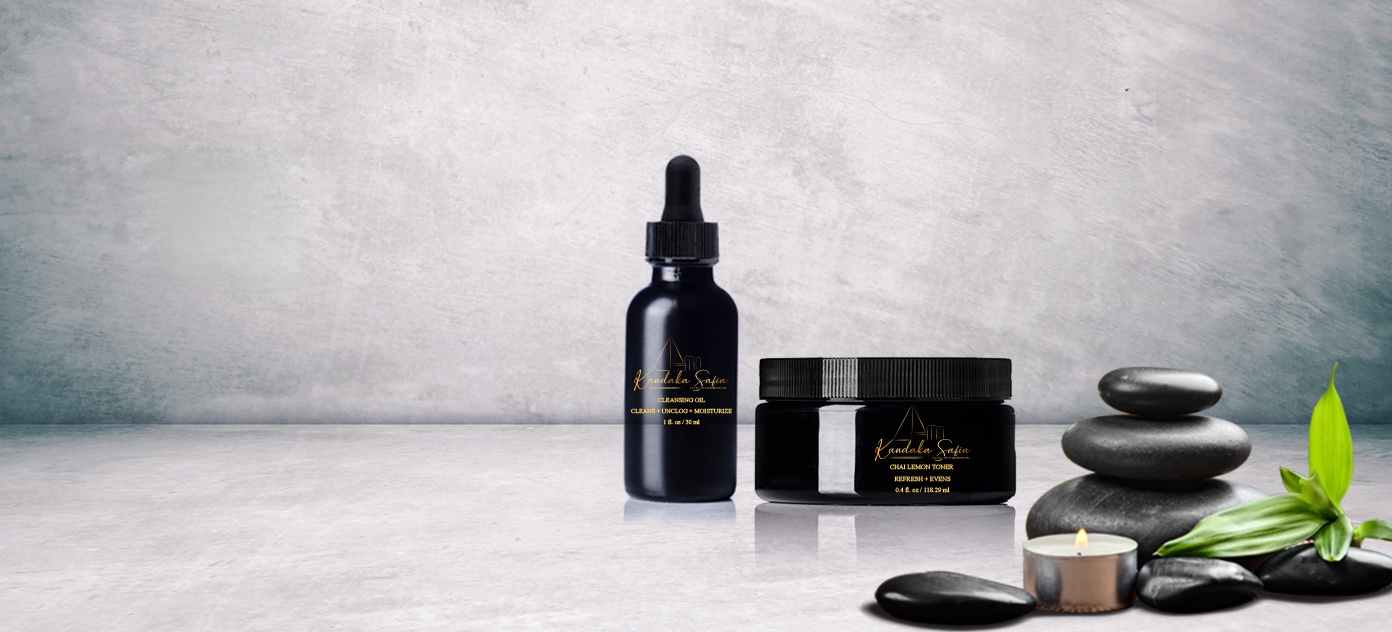 Kandaka Safia
CLEANSING OIL
CLEANS + UNCLOG + MOISTURIZE
1 fl. oz / 30 ml
Kandaka Safia
CHAI LEMON TONER
REFRESH + EVENS
0.4 fl. oz / 118.29 ml